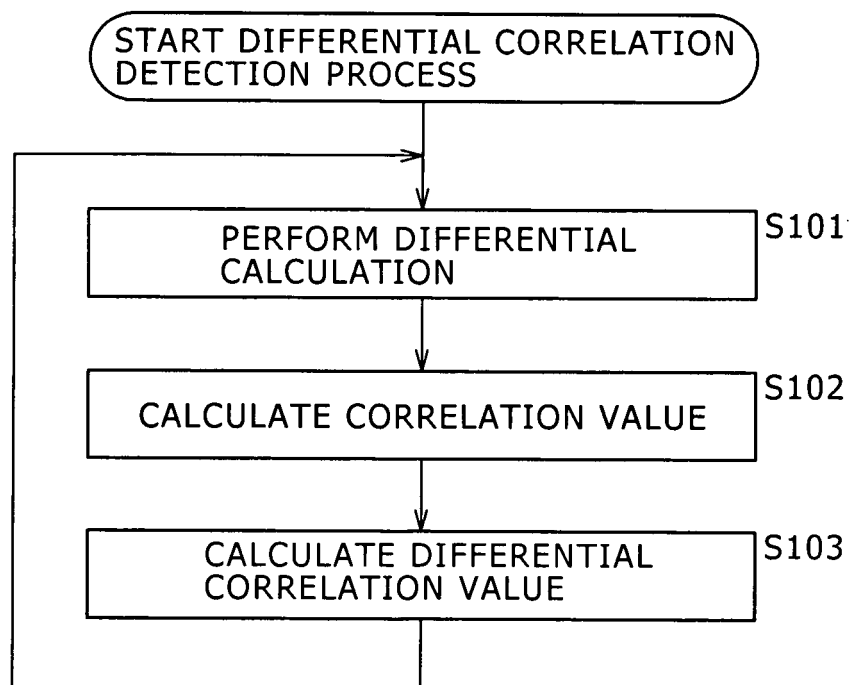 START DIFFERENTIAL CORRELATION
DETECTION PROCESS
S101
PERFORM DIFFERENTIAL
CALCULATION
S102
CALCULATE CORRELATION VALUE
S103
CALCULATE DIFFERENTIAL
CORRELATION VALUE